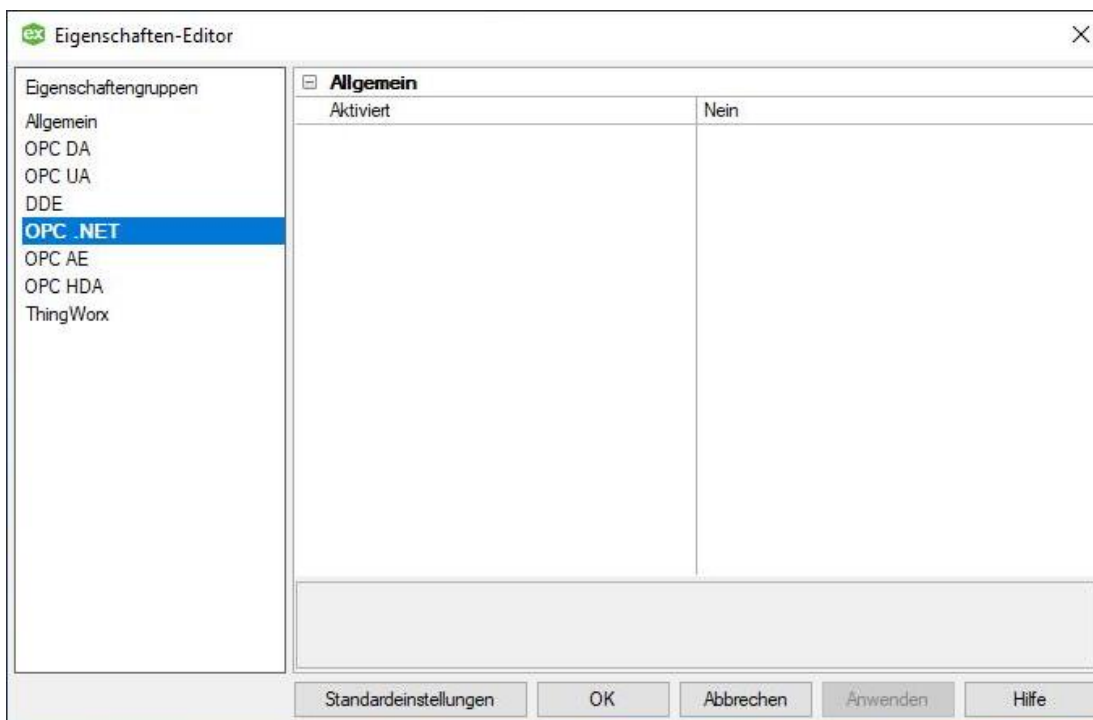 ex Eigenschaften-Editor
Eigenschaftengruppen
Allgemein
OPC DA
OPC UA
DDE
OPC .NET
OPC AE
OPC HDA
ThingWorx
Allgemein
Aktiviert Nein
Standardeinstellungen OK Abbrechen Anwenden Hilfe